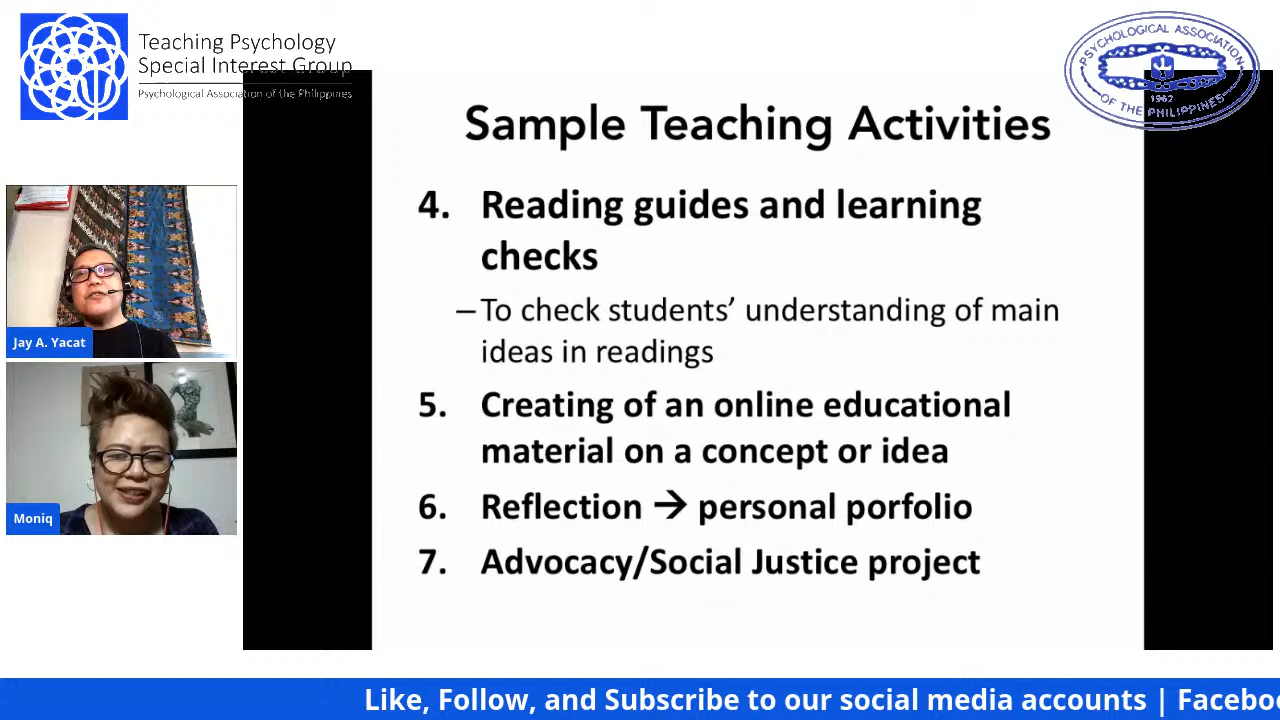 Teaching Psychology
Special Interest Group
Psychological Association of the Philippines
PSYCHOLOGICAL ASSOCIATION
1962
OF THE PHILIPPINES
Sample Teaching Activities
4. Reading guides and learning
checks
– To check students’ understanding of main
ideas in readings
5. Creating of an online educational
material on a concept or idea
6. Reflection → personal porfolio
7. Advocacy/Social Justice project
Jay A. Yacat
Moniq
Like, Follow, and Subscribe to our social media accounts | Facebo